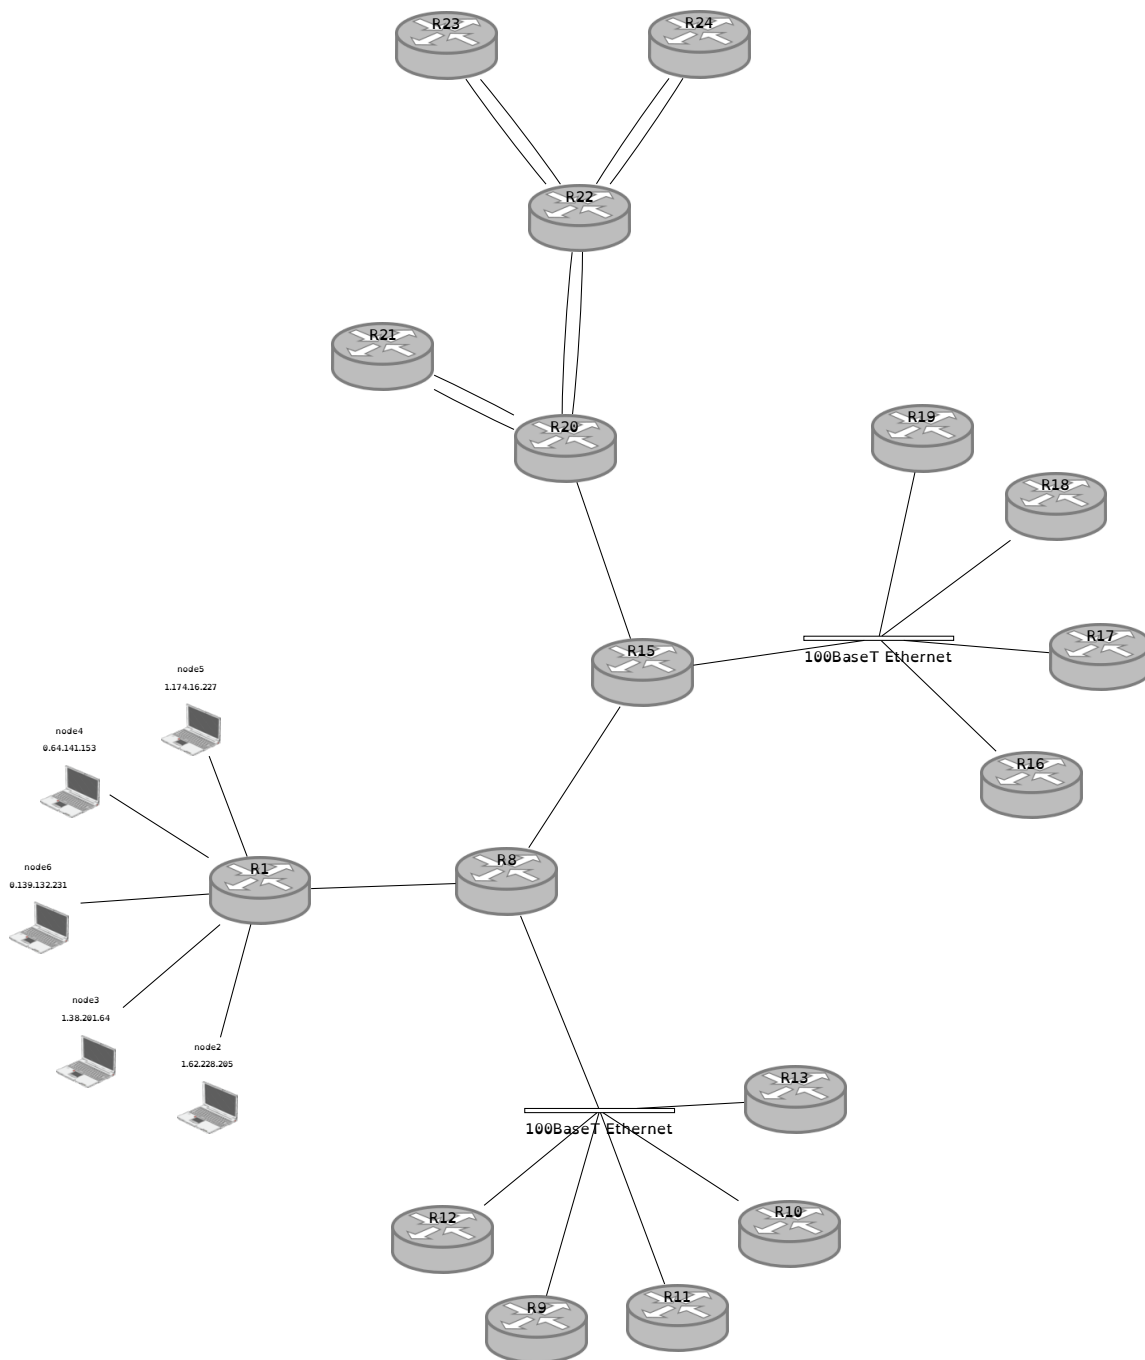 R23
R24
R22
R21
R20
R19
R18
R17
R15
100BaseT Ethernet
node5
1.174.16.227
node4
0.64.141.153
R16
R8
node6
R1
0.139.132.231
node3
1.38.201.64
node2
1.62.228.205
R13
100BaseT Ethernet
R12
R10
R9
R11